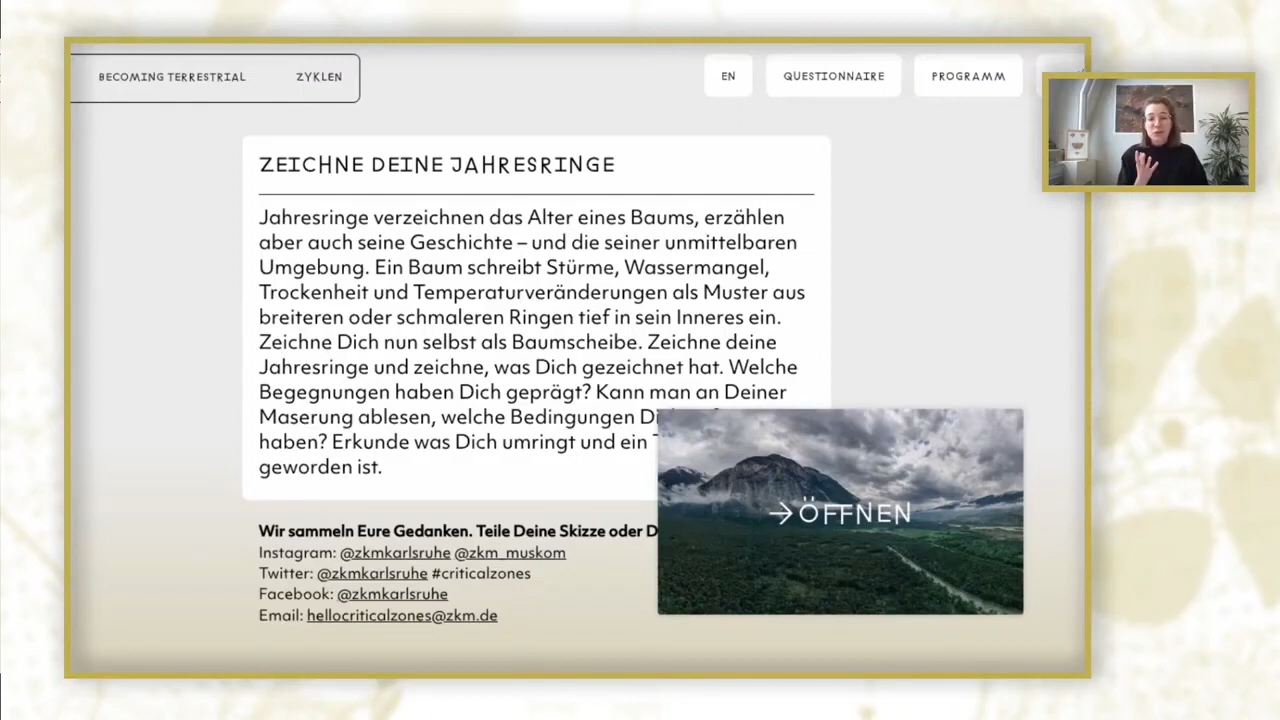 BECOMING TERRESTRIAL ZYKLEN
EN QUESTIONNAIRE PROGRAMM
ZEICHNE DEINE JAHRESRINGE
Jahresringe verzeichnen das Alter eines Baums, erzählen
aber auch seine Geschichte – und die seiner unmittelbaren
Umgebung. Ein Baum schreibt Stürme, Wassermangel,
Trockenheit und Temperaturveränderungen als Muster aus
breiteren oder schmaleren Ringen tief in sein Inneres ein.
Zeichne Dich nun selbst als Baumscheibe. Zeichne deine
Jahresringe und zeichne, was Dich gezeichnet hat. Welche
Begegnungen haben Dich geprägt? Kann man an Deiner
Maserung ablesen, welche Bedingungen
haben? Erkunde was Dich umringt und ein
geworden ist.
→ÖFFNEN
Wir sammeln Eure Gedanken. Teile Deine Skizze oder
Instagram: @zkmkarlsruhe @zkm_muskom
Twitter: @zkmkarlsruhe #criticalzones
Facebook: @zkmkarlsruhe
Email: hellocriticalzones@zkm.de